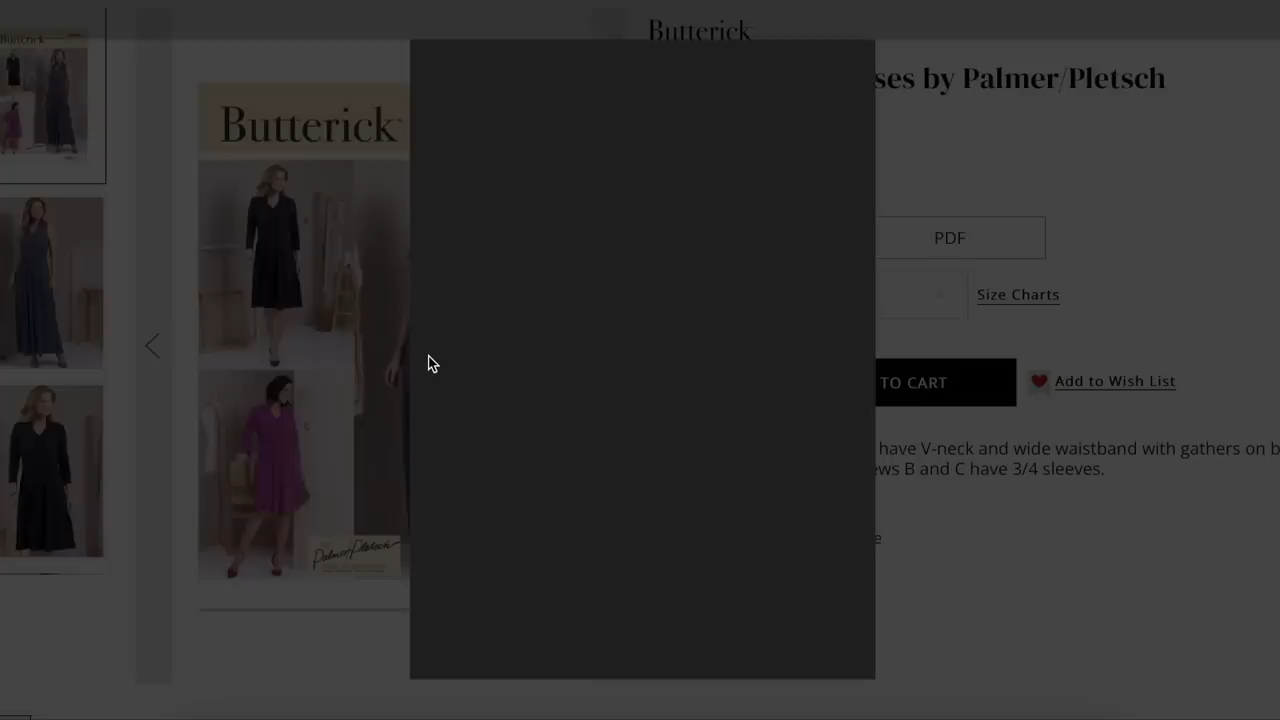 Butterick
Butterick
Butterick
ses by Palmer/Pletsch
PDF
Size Charts
TO CART
Add to Wish List
have V-neck and wide waistband with gathers on b
ews B and C have 3/4 sleeves.
e
Palmer/Pletsch